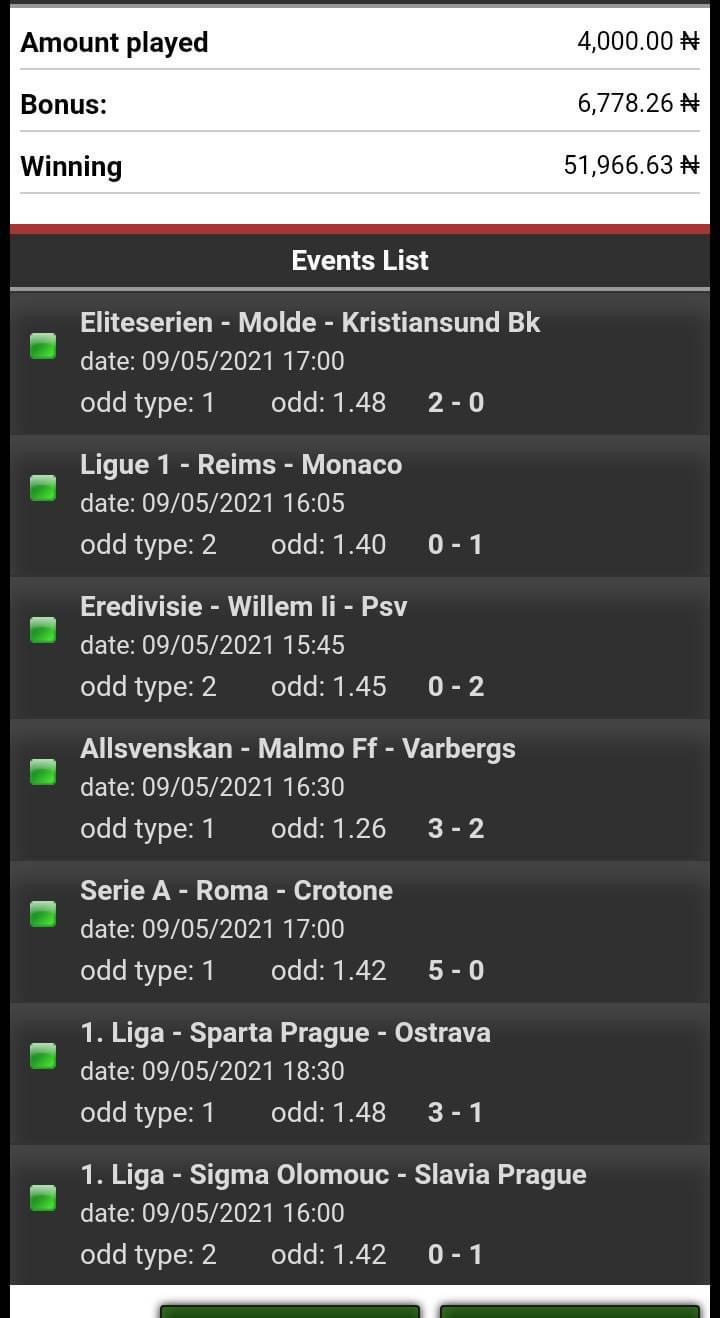 Amount played 4,000.00 ₦
Bonus: 6,778.26 ₦
Winning 51,966.63 ₦
Events List
Eliteserien - Molde - Kristiansund Bk
date: 09/05/2021 17:00
odd type: 1 odd: 1.48 2 - 0
Ligue 1 - Reims - Monaco
date: 09/05/2021 16:05
odd type: 2 odd: 1.40 0 - 1
Eredivisie - Willem Ii - Psv
date: 09/05/2021 15:45
odd type: 2 odd: 1.45 0 - 2
Allsvenskan - Malmo Ff - Varbergs
date: 09/05/2021 16:30
odd type: 1 odd: 1.26 3 - 2
Serie A - Roma - Crotone
date: 09/05/2021 17:00
odd type: 1 odd: 1.42 5 - 0
1. Liga - Sparta Prague - Ostrava
date: 09/05/2021 18:30
odd type: 1 odd: 1.48 3 - 1
1. Liga - Sigma Olomouc - Slavia Prague
date: 09/05/2021 16:00
odd type: 2 odd: 1.42 0 - 1